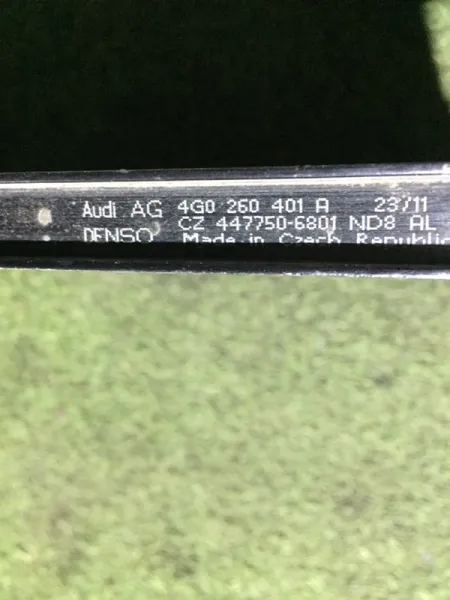 Audi AG 4G0 260 401 A 23/11
DENSO CZ 447750-6801 ND8 AL
Made in Czech Republic